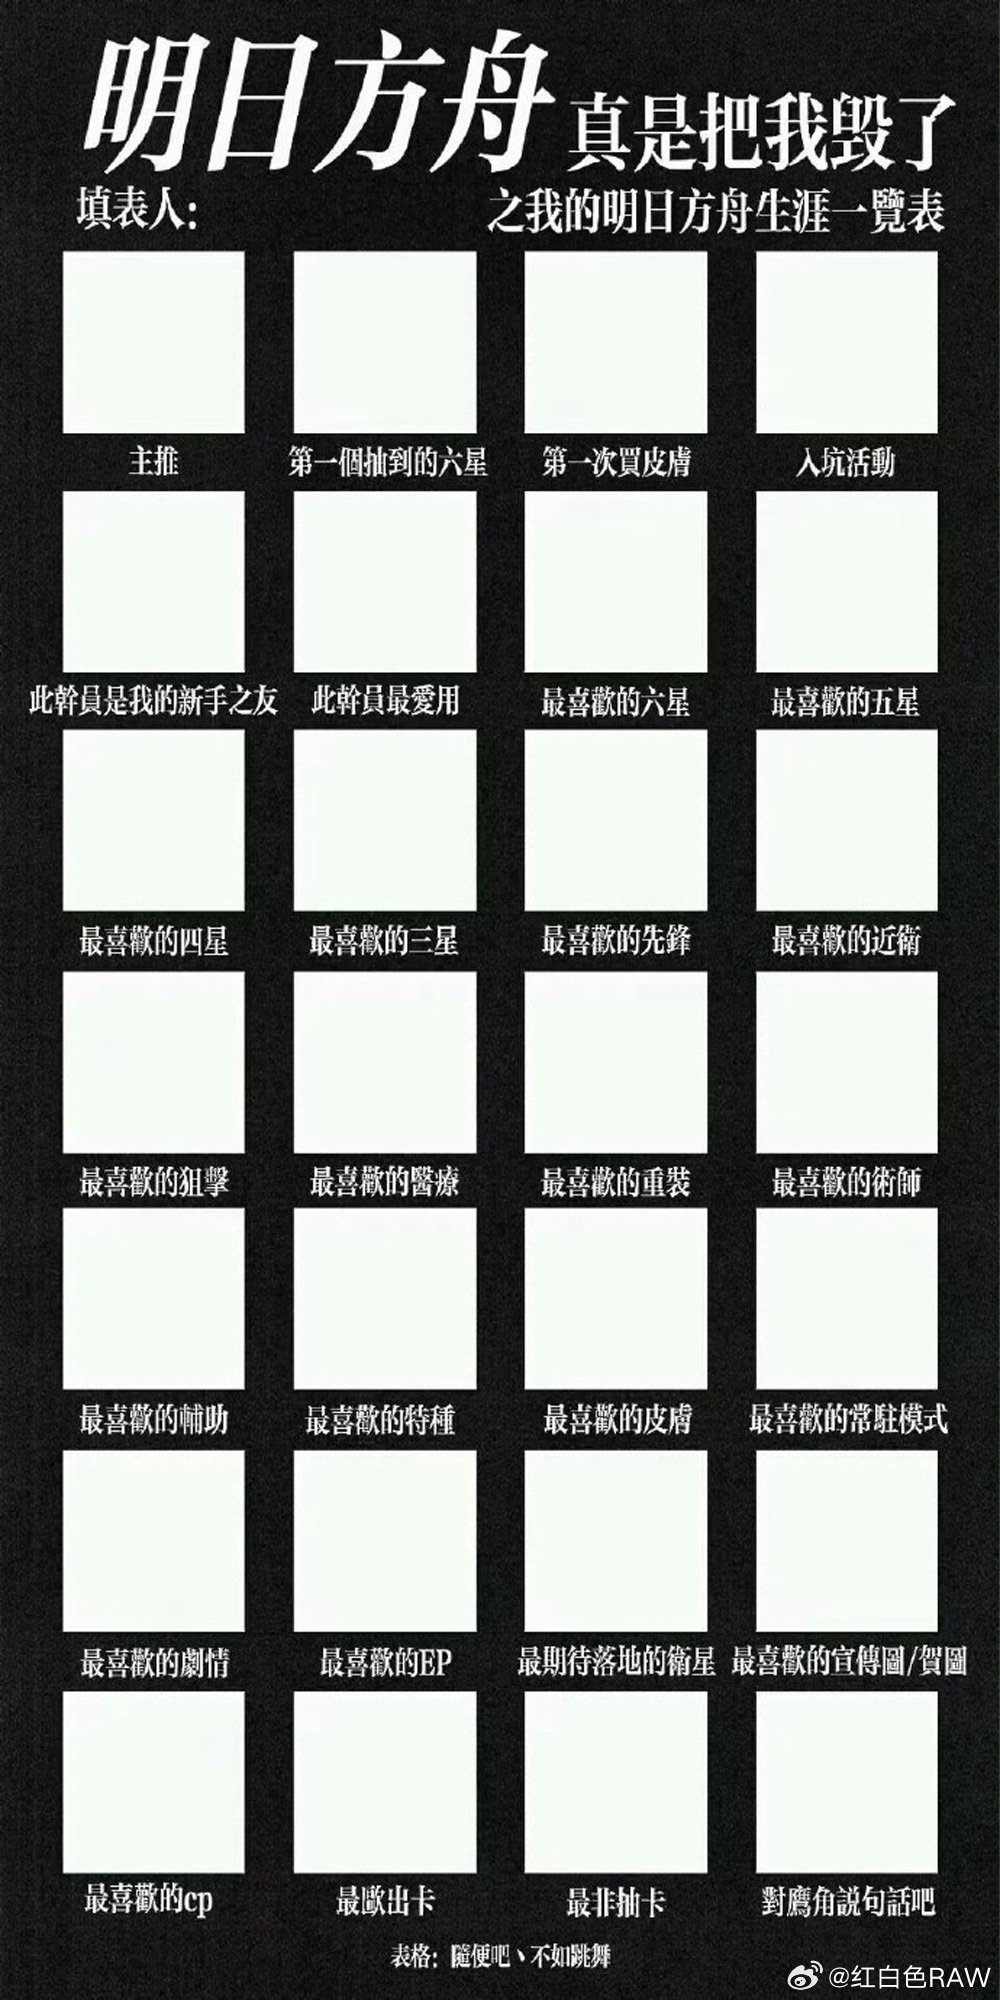 明日方舟 真是把我毀了
填表人： 之我的明日方舟生涯一覽表
主推 第一個抽到的六星 第一次買皮膚 入坑活動
此幹員是我的新手之友 此幹員最愛用 最喜歡的六星 最喜歡的五星
最喜歡的四星 最喜歡的三星 最喜歡的先鋒 最喜歡的近衛
最喜歡的狙擊 最喜歡的醫療 最喜歡的重裝 最喜歡的術師
最喜歡的輔助 最喜歡的特種 最喜歡的皮膚 最喜歡的常駐模式
最喜歡的劇情 最喜歡的EP 最期待落地的衛星 最喜歡的宣傳圖/賀圖
最喜歡的cp 最歐出卡 最非抽卡 對鷹角説句話吧
表格：隨便吧丶不如跳舞
@红白色RAW